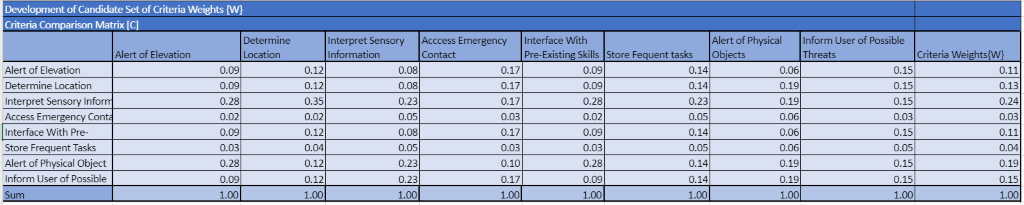 Development of Candidate Set of Criteria Weights {W}
Criteria Comparison Matrix [C]
Alert of Elevation Determine Location Interpret Sensory Information Acccess Emergency Contact Interface With Pre-Existing Skills Store Fequent tasks Alert of Physical Objects Inform User of Possible Threats Criteria Weights{W}
Alert of Elevation 0.09 0.12 0.08 0.17 0.09 0.14 0.06 0.15 0.11
Determine Location 0.09 0.12 0.08 0.17 0.09 0.14 0.19 0.15 0.13
Interpret Sensory Inform 0.28 0.35 0.23 0.17 0.28 0.23 0.19 0.15 0.24
Access Emergency Conta 0.02 0.02 0.05 0.03 0.02 0.05 0.06 0.03 0.03
Interface With Pre- 0.09 0.12 0.08 0.17 0.09 0.14 0.06 0.15 0.11
Store Frequent Tasks 0.03 0.04 0.05 0.03 0.03 0.05 0.06 0.05 0.04
Alert of Physical Object 0.28 0.12 0.23 0.10 0.28 0.14 0.19 0.15 0.19
Inform User of Possible 0.09 0.12 0.23 0.17 0.09 0.14 0.19 0.15 0.15
Sum 1.00 1.00 1.00 1.00 1.00 1.00 1.00 1.00 1.00